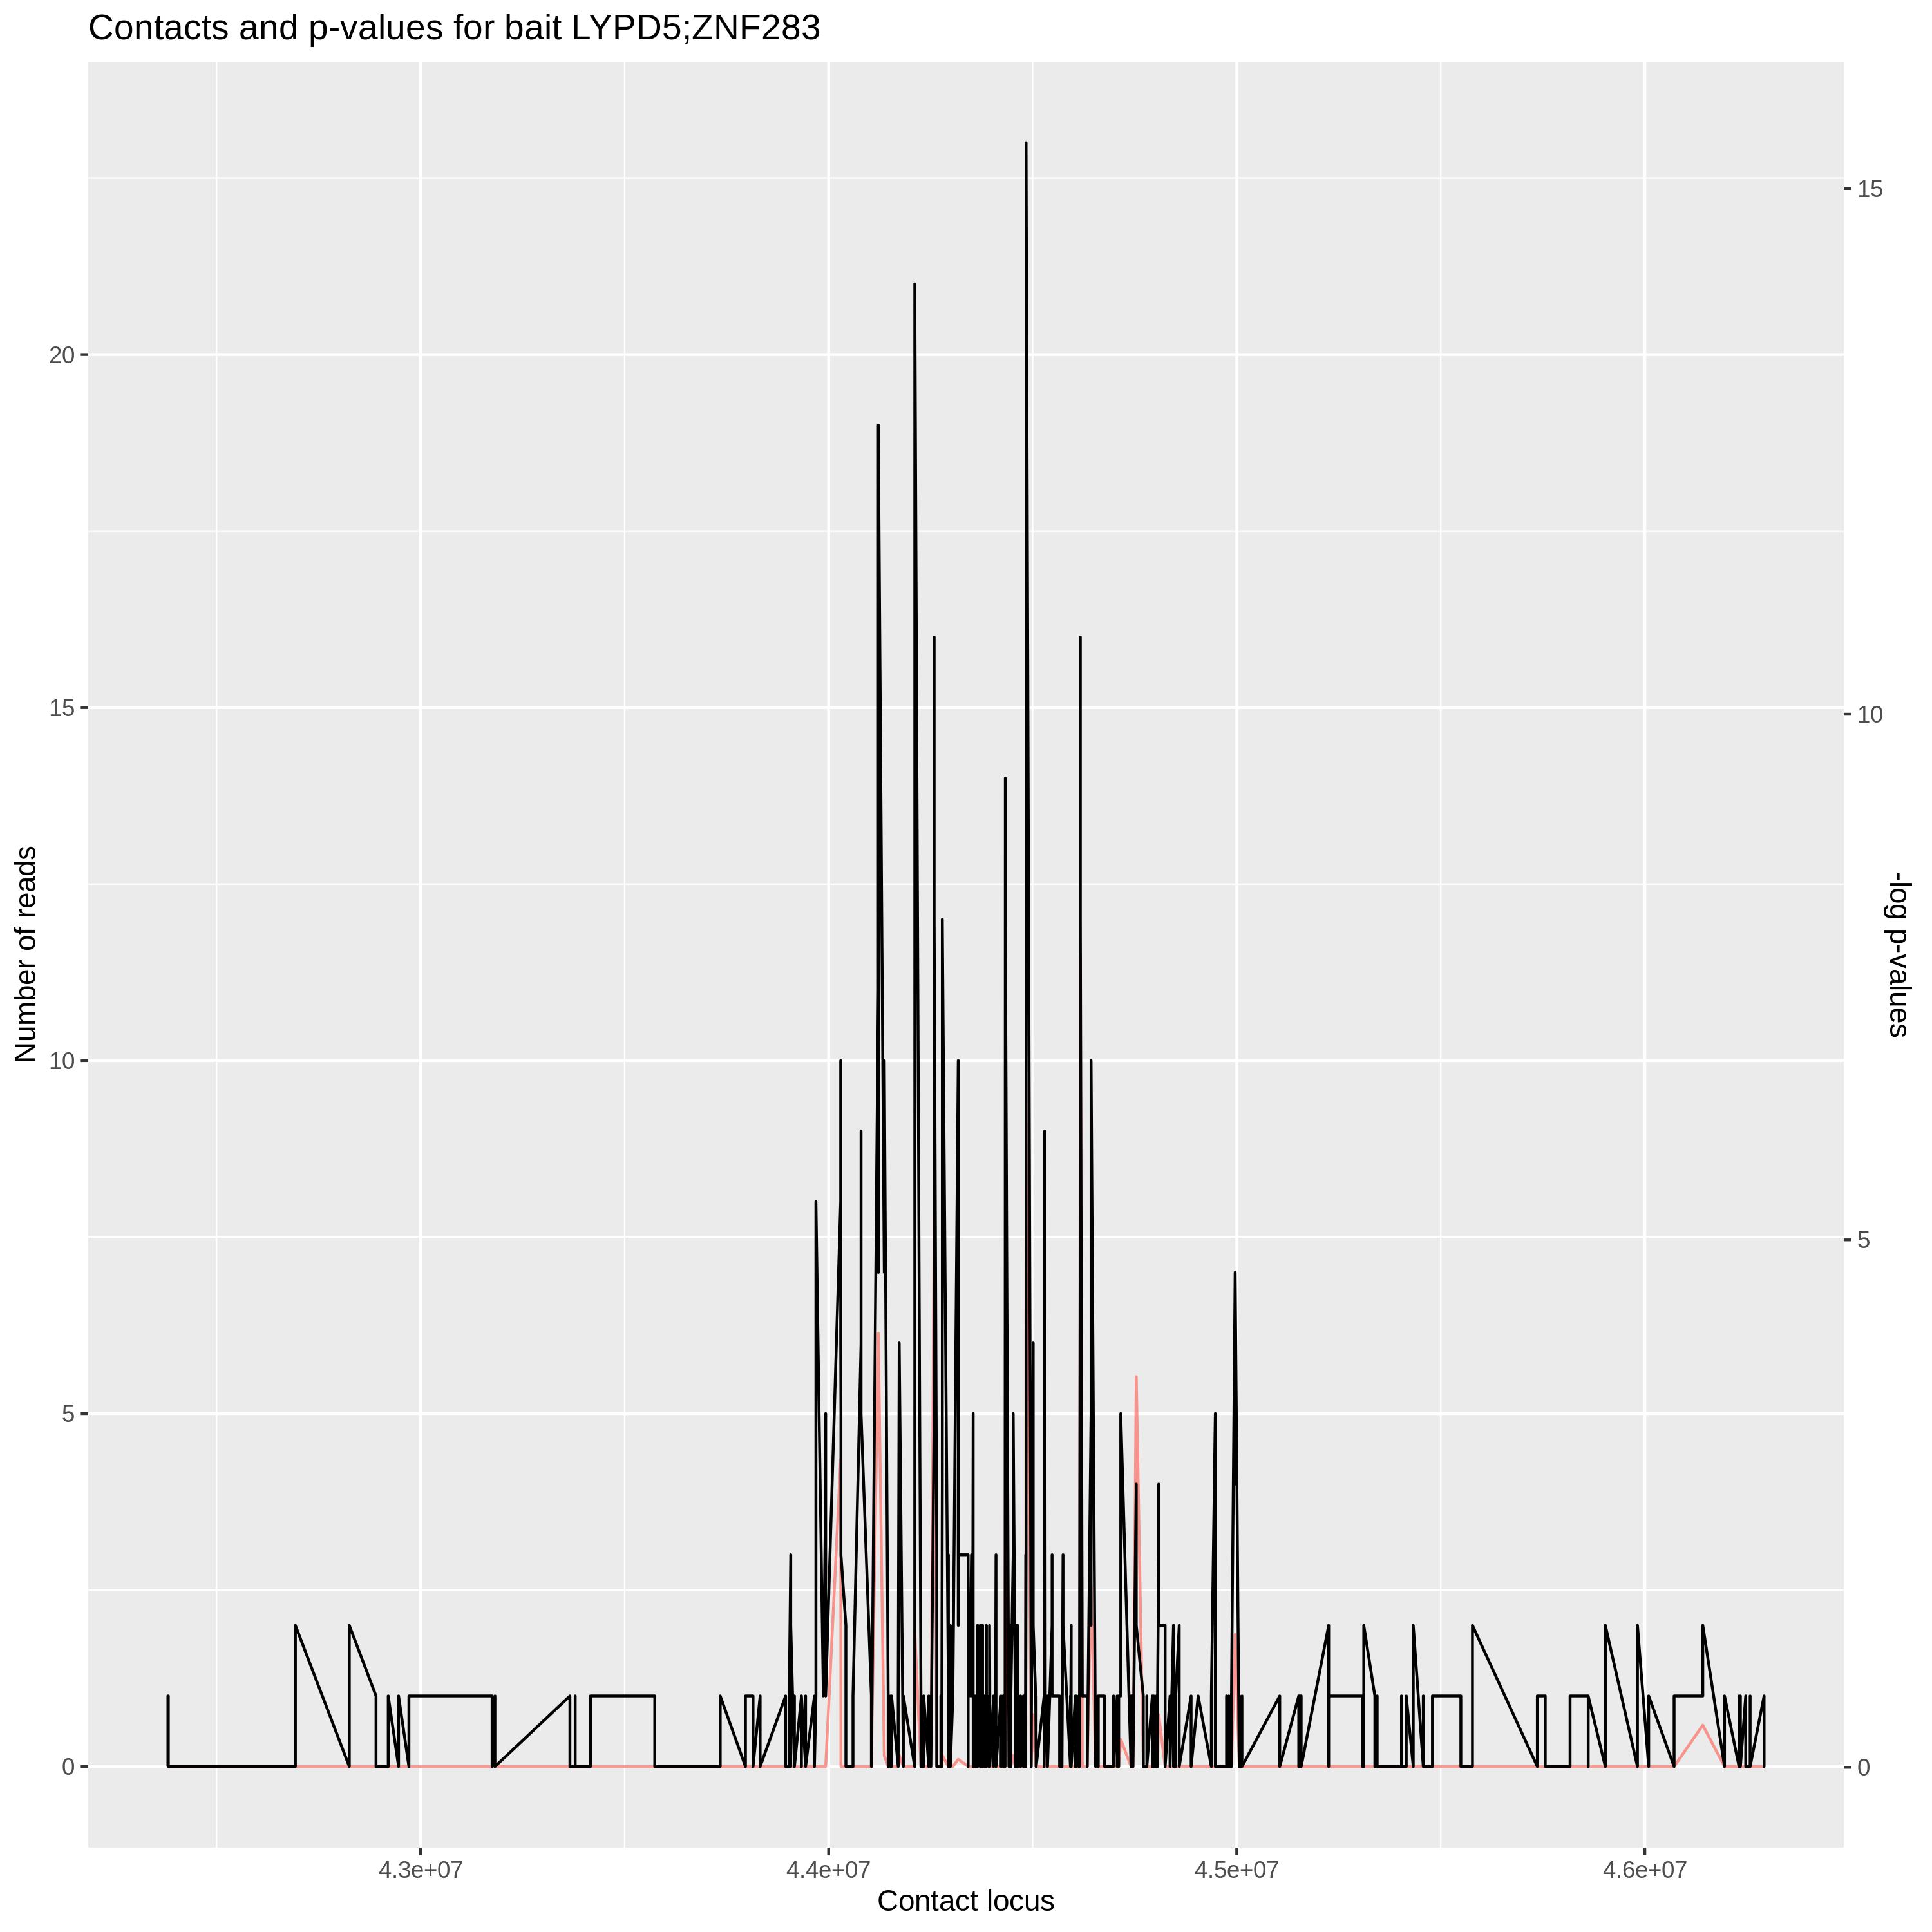 Contacts and p-values for bait LYPD5;ZNF283
Number of reads
20
15
10
5
0
15
10
5
0
-log p-values
4.3e+07
4.4e+07
4.5e+07
4.6e+07
Contact locus